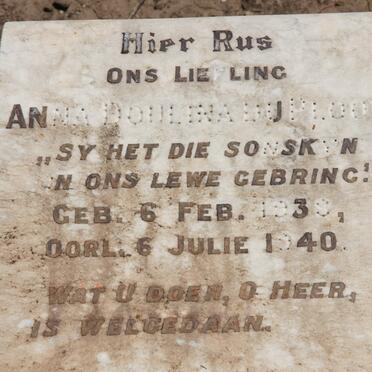 Hier Rus
ONS LIEFLING
ANNA
„SY HET DIE SONSKYN
'N ONS LEWE GEBRING."
GEB. 6 FEB.
OORL. 6 JULIE 1940.
WAT U DOEN, O HEER,
IS WELGEDAAN.